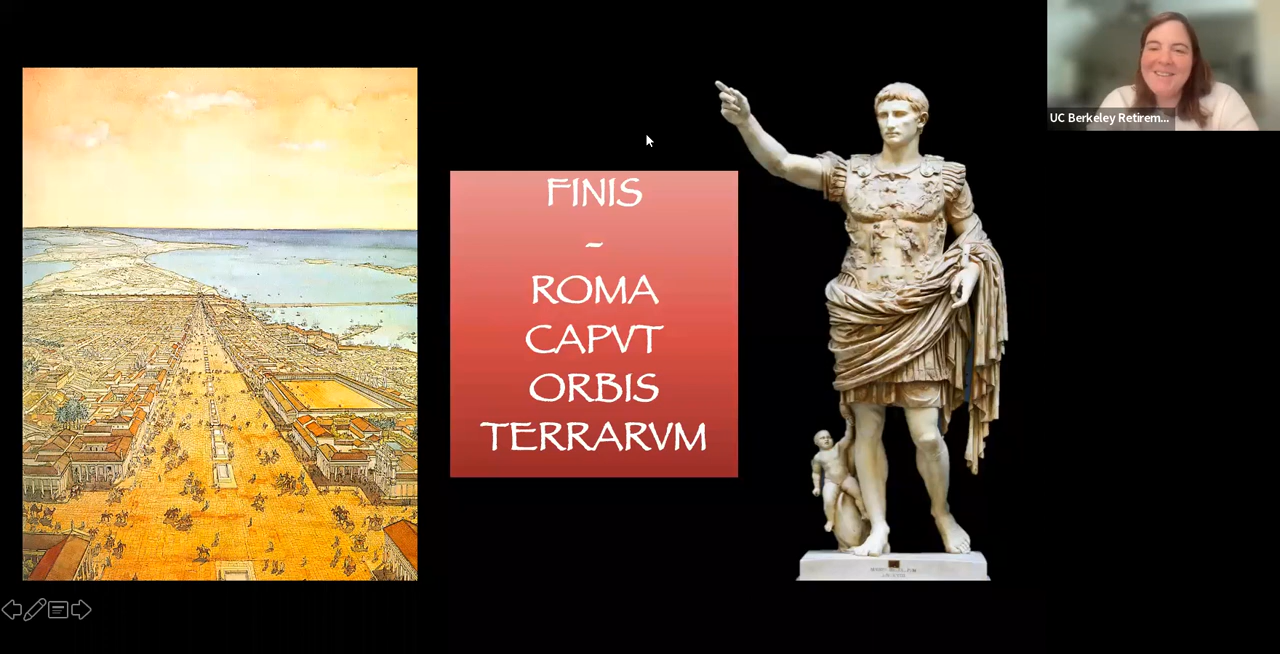 FINIS
~
ROMA
CAPVT
ORBIS
TERRARVM
UC Berkeley Retirem...